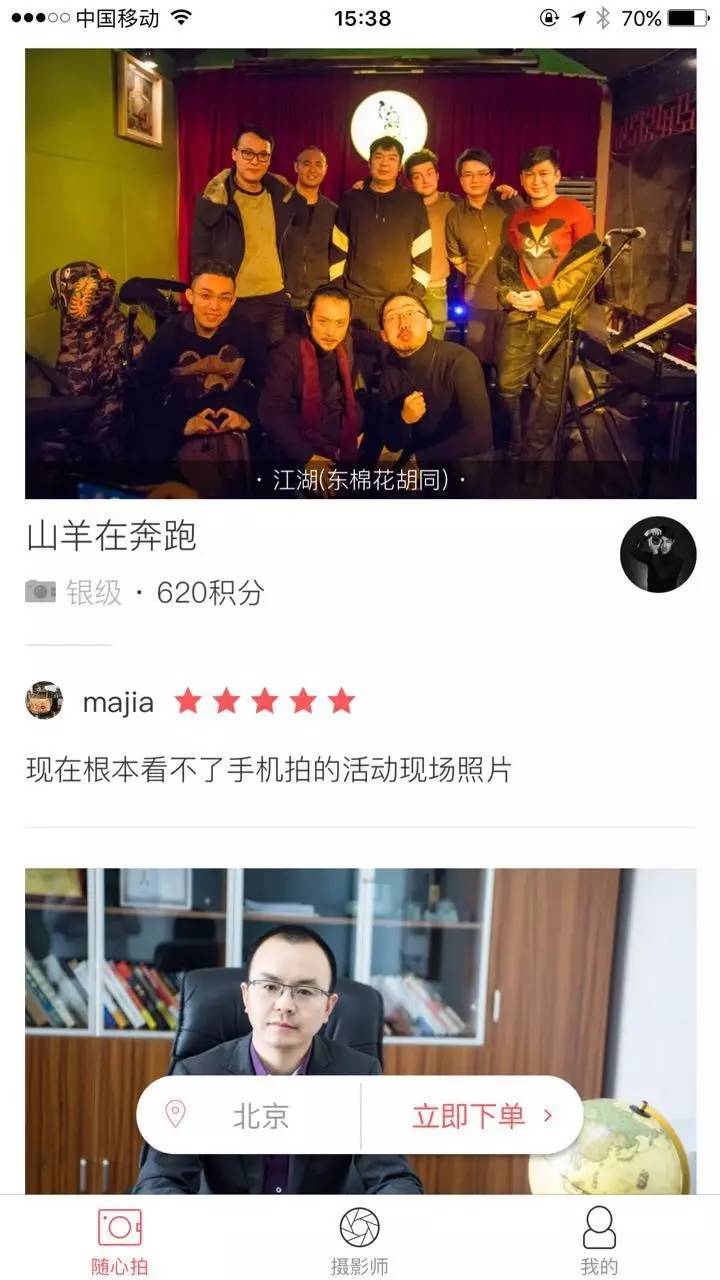 中国移动
15:38
70%
· 江湖(东棉花胡同) ·
山羊在奔跑
银级 · 620积分
majia
现在根本看不了手机拍的活动现场照片
北京
立即下单
随心拍
摄影师
我的